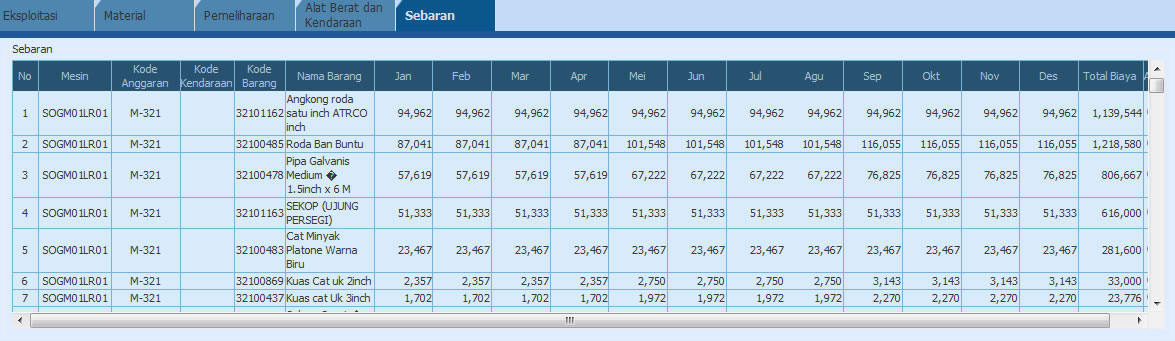 Eksploitasi Material Pemeliharaan Alat Berat dan Kendaraan Sebaran
Sebaran
No Mesin Kode Anggaran Kode Kendaraan Kode Barang Nama Barang Jan Feb Mar Apr Mei Jun Jul Agu Sep Okt Nov Des Total Biaya
1 SOGM01LR01 M-321 32101162 Angkong roda satu inch ATRCO inch 94,962 94,962 94,962 94,962 94,962 94,962 94,962 94,962 94,962 94,962 94,962 94,962 1,139,544
2 SOGM01LR01 M-321 32100485 Roda Ban Buntu 87,041 87,041 87,041 87,041 101,548 101,548 101,548 101,548 116,055 116,055 116,055 116,055 1,218,580
3 SOGM01LR01 M-321 32100478 Pipa Galvanis Medium � 1.5inch x 6 M 57,619 57,619 57,619 57,619 67,222 67,222 67,222 67,222 76,825 76,825 76,825 76,825 806,667
4 SOGM01LR01 M-321 32101163 SEKOP (UJUNG PERSEGI) 51,333 51,333 51,333 51,333 51,333 51,333 51,333 51,333 51,333 51,333 51,333 51,333 616,000
5 SOGM01LR01 M-321 32100483 Cat Minyak Platone Warna Biru 23,467 23,467 23,467 23,467 23,467 23,467 23,467 23,467 23,467 23,467 23,467 23,467 281,600
6 SOGM01LR01 M-321 32100869 Kuas Cat uk 2inch 2,357 2,357 2,357 2,357 2,750 2,750 2,750 2,750 3,143 3,143 3,143 3,143 33,000
7 SOGM01LR01 M-321 32100437 Kuas cat Uk 3inch 1,702 1,702 1,702 1,702 1,972 1,972 1,972 1,972 2,270 2,270 2,270 2,270 23,776